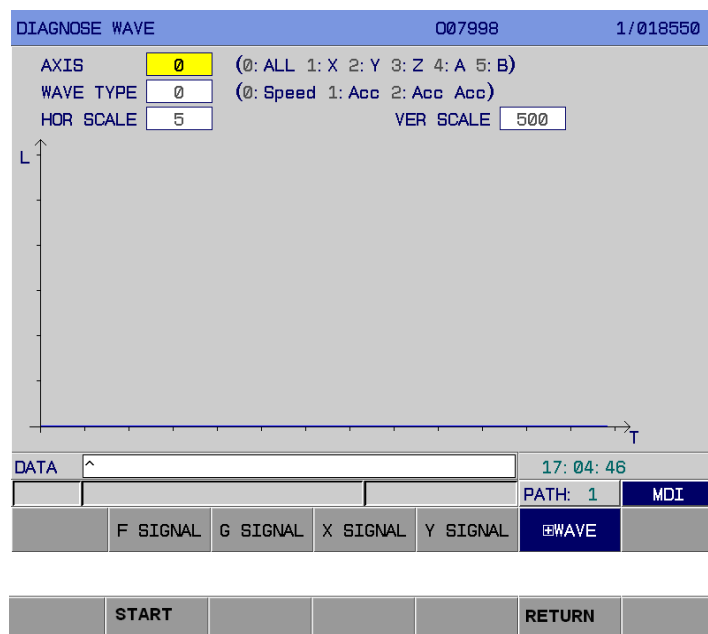 DIAGNOSE WAVE O07998 1/018550
AXIS 0 (0: ALL 1: X 2: Y 3: Z 4: A 5: B)
WAVE TYPE 0 (0: Speed 1: Acc 2: Acc Acc)
HOR SCALE 5 VER SCALE 500
L
T
DATA ^ 17:04:46
PATH: 1 MDI
F SIGNAL G SIGNAL X SIGNAL Y SIGNAL ⊞WAVE
START RETURN